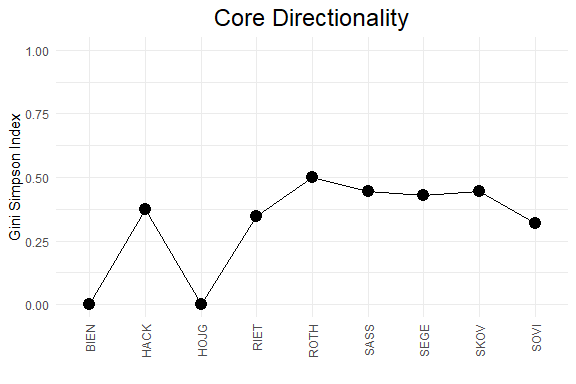 Core Directionality
Gini Simpson Index
1.00
0.75
0.50
0.25
0.00
BIEN
HACK
HOJG
RIET
ROTH
SASS
SEGE
SKOV
SOVI